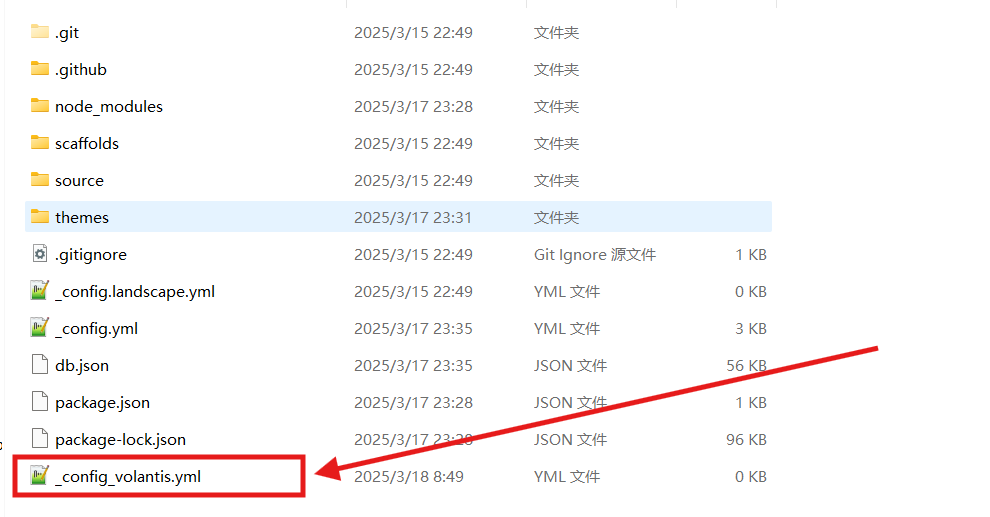 .git 2025/3/15 22:49 文件夹
.github 2025/3/15 22:49 文件夹
node_modules 2025/3/17 23:28 文件夹
scaffolds 2025/3/15 22:49 文件夹
source 2025/3/15 22:49 文件夹
themes 2025/3/17 23:31 文件夹
.gitignore 2025/3/15 22:49 Git Ignore 源文件 1 KB
_config.landscape.yml 2025/3/15 22:49 YML 文件 0 KB
_config.yml 2025/3/17 23:35 YML 文件 3 KB
db.json 2025/3/17 23:35 JSON 文件 56 KB
package.json 2025/3/17 23:28 JSON 文件 1 KB
package-lock.json 2025/3/17 23:28 JSON 文件 96 KB
_config_volantis.yml 2025/3/18 8:49 YML 文件 0 KB